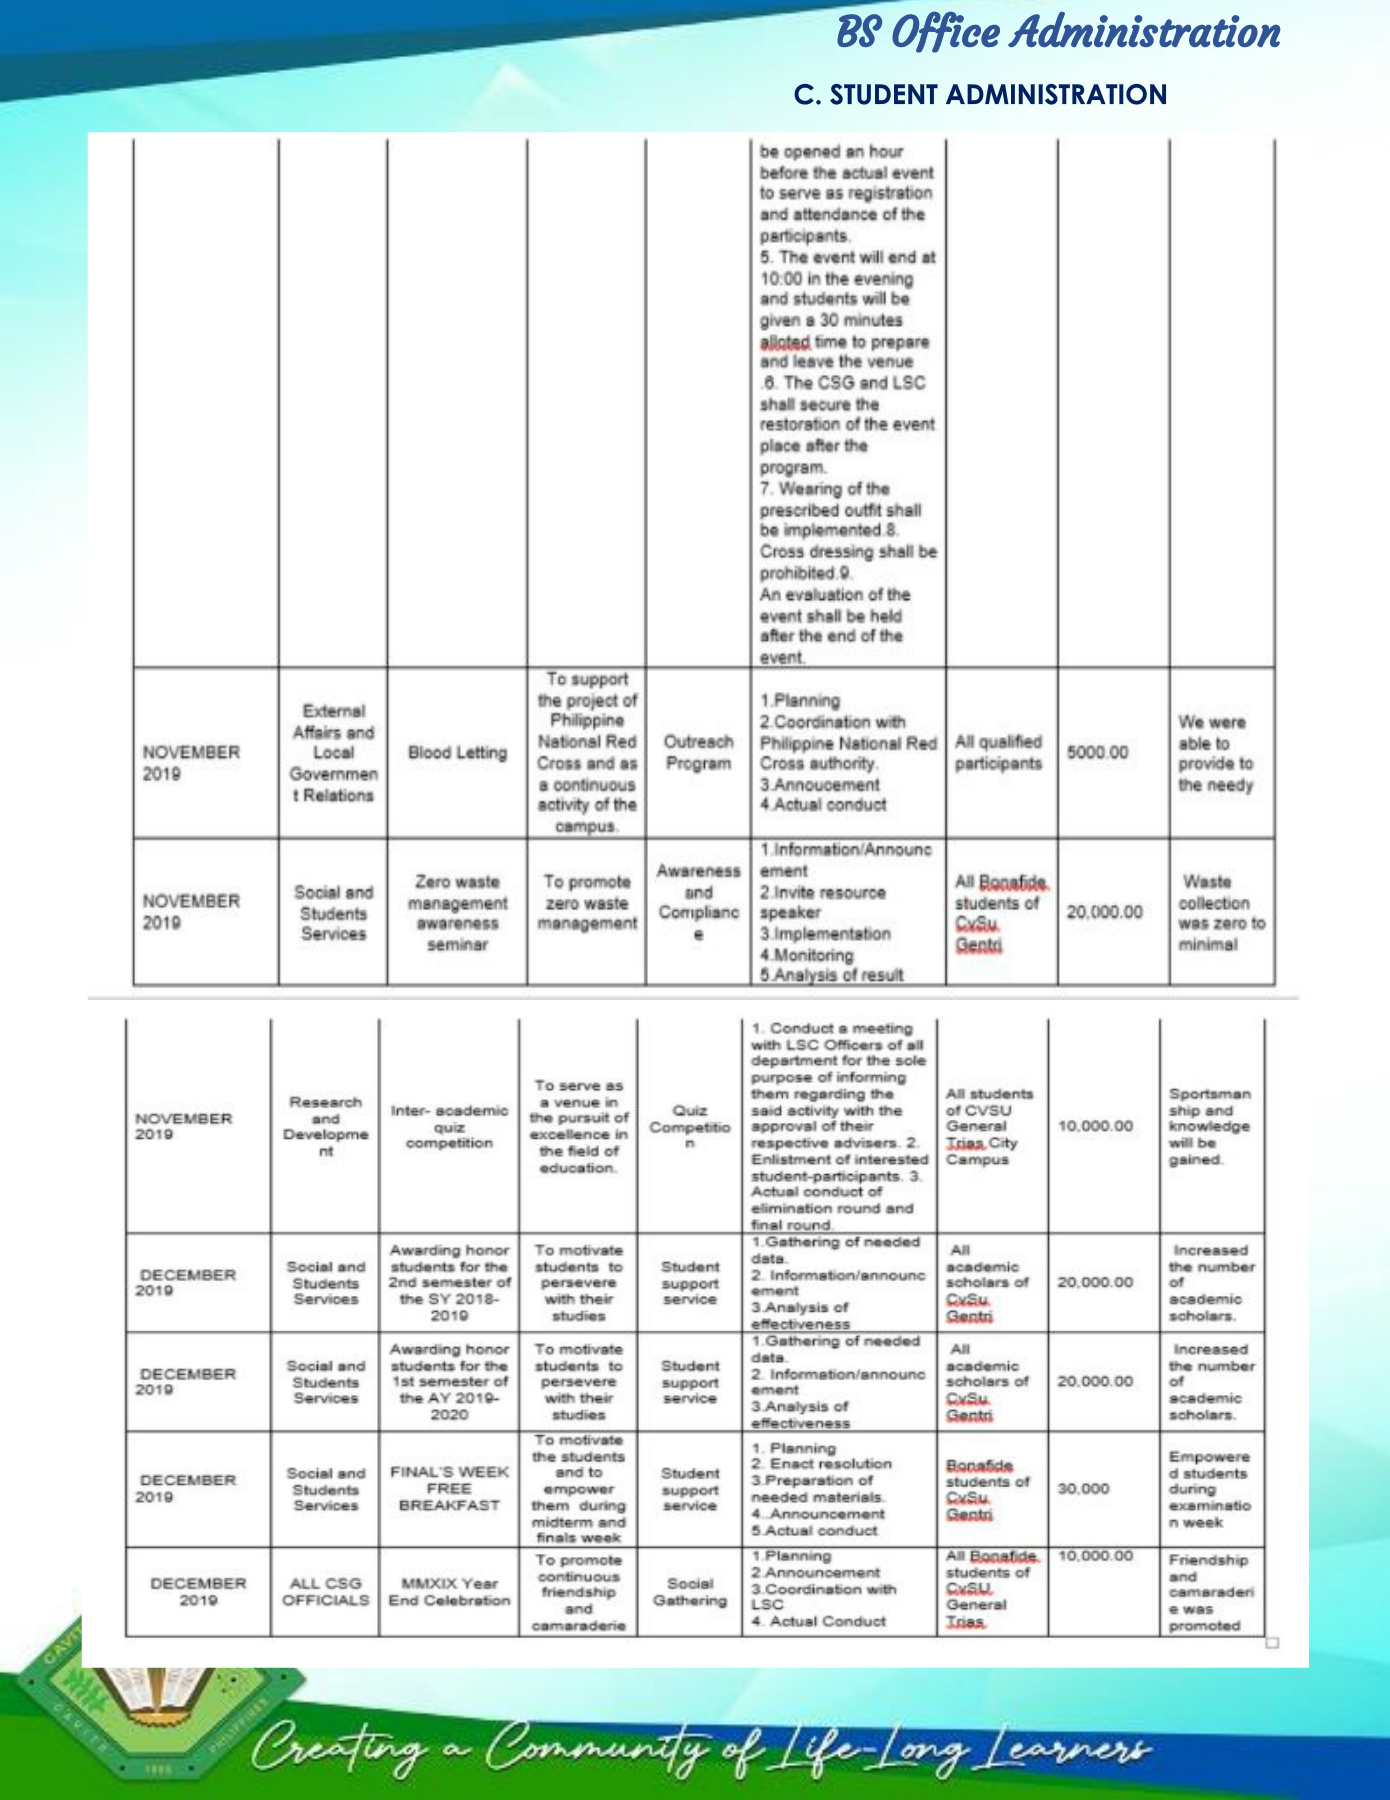 BS Office Administration
C. STUDENT ADMINISTRATION
be opened an hour
before the actual event
to serve as registration
and attendance of the
participants.
5. The event will end at
10:00 in the evening
and students will be
given a 30 minutes
alloted time to prepare
and leave the venue
.6. The CSG and LSC
shall secure the
restoration of the event
place after the
program.
7. Wearing of the
prescribed outfit shall
be implemented.8.
Cross dressing shall be
prohibited.9.
An evaluation of the
event shall be held
after the end of the
event.
NOVEMBER
2019
External
Affairs and
Local
Governmen
t Relations
Blood Letting
To support
the project of
Philippine
National Red
Cross and as
a continuous
activity of the
campus.
Outreach
Program
1.Planning
2.Coordination with
Philippine National Red
Cross authority.
3.Annoucement
4.Actual conduct
All qualified
participants
5000.00
We were
able to
provide to
the needy
NOVEMBER
2019
Social and
Students
Services
Zero waste
management
awareness
seminar
To promote
zero waste
management
Awareness
and
Complianc
e
1.Information/Announc
ement
2.Invite resource
speaker
3.Implementation
4.Monitoring
5.Analysis of result
All Bonafide
students of
CvSu
Gentri
20,000.00
Waste
collection
was zero to
minimal
NOVEMBER
2019
Research
and
Developme
nt
Inter- academic
quiz
competition
To serve as
a venue in
the pursuit of
excellence in
the field of
education.
Quiz
Competitio
n
1. Conduct a meeting
with LSC Officers of all
department for the sole
purpose of informing
them regarding the
said activity with the
approval of their
respective advisers. 2.
Enlistment of interested
student-participants. 3.
Actual conduct of
elimination round and
final round.
All students
of CVSU
General
Trias City
Campus
10,000.00
Sportsman
ship and
knowledge
will be
gained.
DECEMBER
2019
Social and
Students
Services
Awarding honor
students for the
2nd semester of
the SY 2018-
2019
To motivate
students to
persevere
with their
studies
Student
support
service
1.Gathering of needed
data.
2. Information/announc
ement
3.Analysis of
effectiveness
All
academic
scholars of
CvSu
Gentri
20,000.00
Increased
the number
of
academic
scholars.
DECEMBER
2019
Social and
Students
Services
Awarding honor
students for the
1st semester of
the AY 2019-
2020
To motivate
students to
persevere
with their
studies
Student
support
service
1.Gathering of needed
data.
2. Information/announc
ement
3.Analysis of
effectiveness
All
academic
scholars of
CvSu
Gentri
20,000.00
Increased
the number
of
academic
scholars.
DECEMBER
2019
Social and
Students
Services
FINAL'S WEEK
FREE
BREAKFAST
To motivate
the students
and to
empower
them during
midterm and
finals week
Student
support
service
1. Planning
2. Enact resolution
3.Preparation of
needed materials.
4..Announcement
5.Actual conduct
Bonafide
students of
CvSu
Gentri
30,000
Empowere
d students
during
examinatio
n week
DECEMBER
2019
ALL CSG
OFFICIALS
MMXIX Year
End Celebration
To promote
continuous
friendship
and
camaraderie
Social
Gathering
1.Planning
2.Announcement
3.Coordination with
LSC
4. Actual Conduct
All Bonafide
students of
CvSU
General
Trias
10,000.00
Friendship
and
camaraderi
e was
promoted
CAVITE
PHILIPPINES
1906
Creating a Community of Life-Long Learners